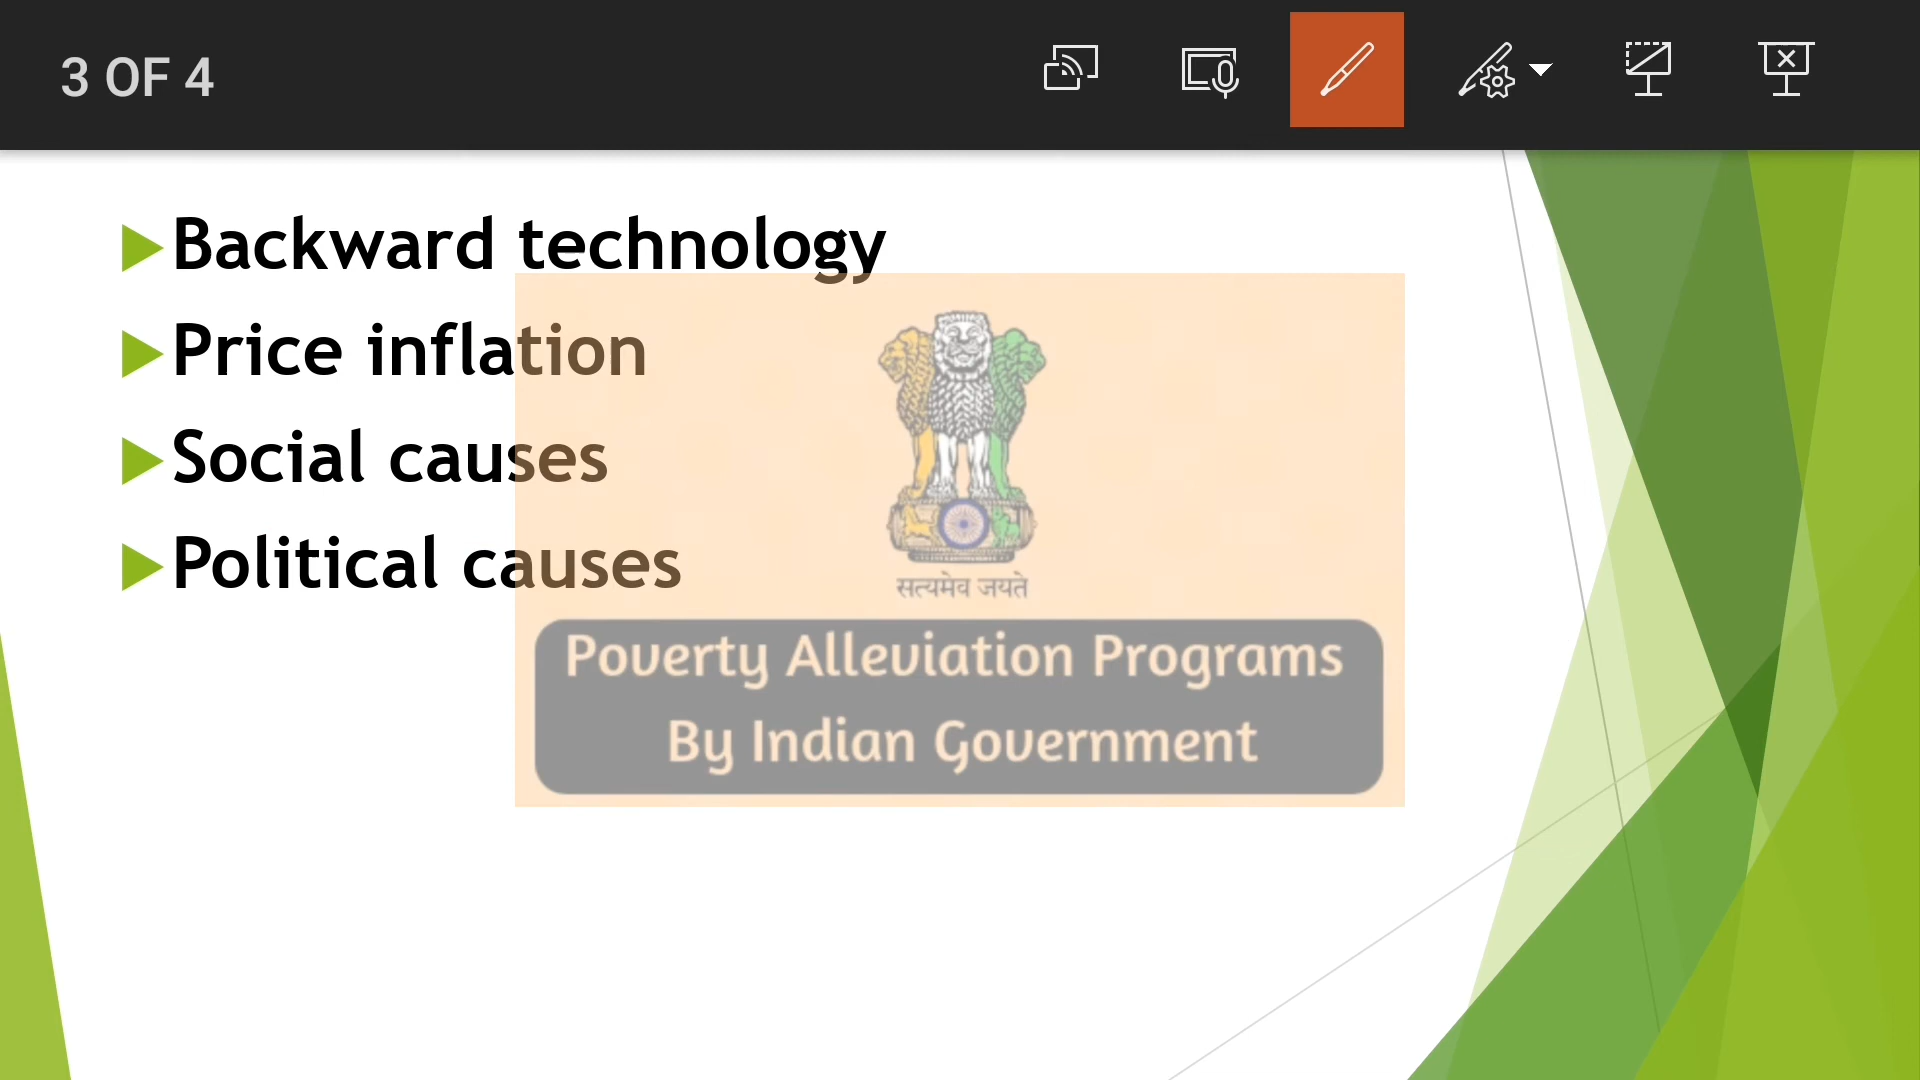 3 OF 4
Backward technology
Price inflation
Social causes
Political causes
सत्यमेव जयते
Poverty Alleviation Programs
By Indian Government